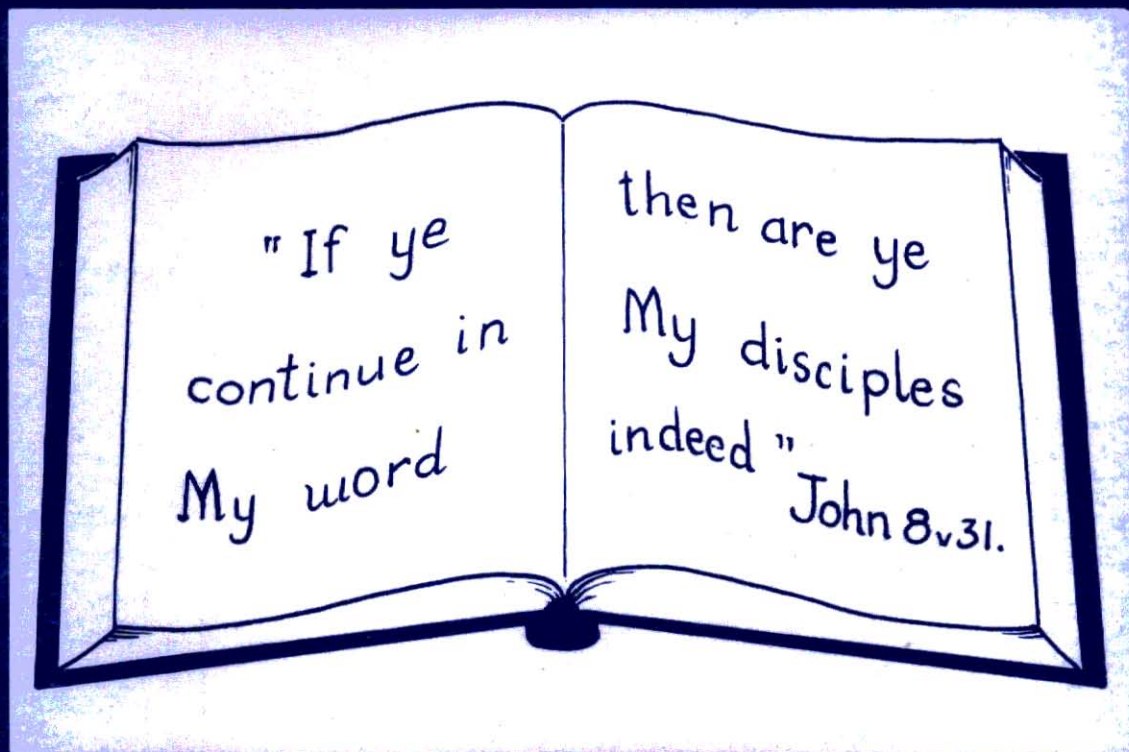 "If ye
continue in
My word
then are ye
My disciples
indeed"
John 8v31.